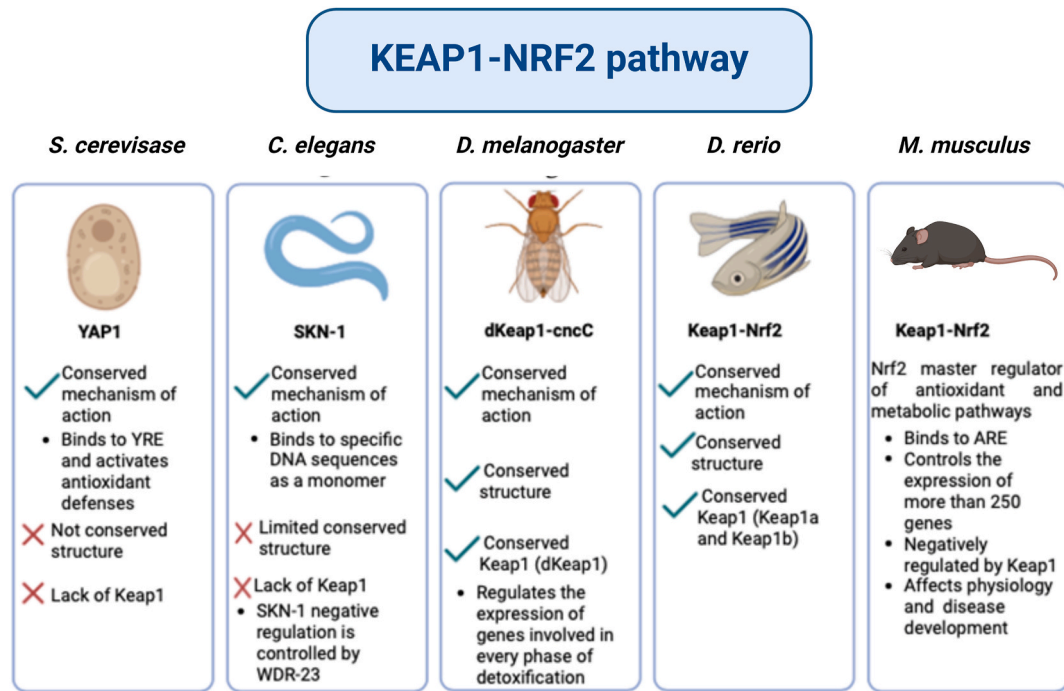 KEAP1-NRF2 pathway
S. cerevisase
C. elegans
D. melanogaster
D. rerio
M. musculus
YAP1
Conserved
mechanism of
action
• Binds to YRE
and activates
antioxidant
defenses
Not conserved
structure
Lack of Keap1
SKN-1
Conserved
mechanism of
action
• Binds to specific
DNA sequences
as a monomer
Limited conserved
structure
Lack of Keap1
• SKN-1 negative
regulation is
controlled by
WDR-23
dKeap1-cncC
Conserved
mechanism of
action
Conserved
structure
Conserved
Keap1 (dKeap1)
• Regulates the
expression of
genes involved in
every phase of
detoxification
Keap1-Nrf2
Conserved
mechanism of
action
Conserved
structure
Conserved
Keap1 (Keap1a
and Keap1b)
Keap1-Nrf2
Nrf2 master regulator
of antioxidant and
metabolic pathways
• Binds to ARE
• Controls the
expression of
more than 250
genes
• Negatively
regulated by Keap1
• Affects physiology
and disease
development